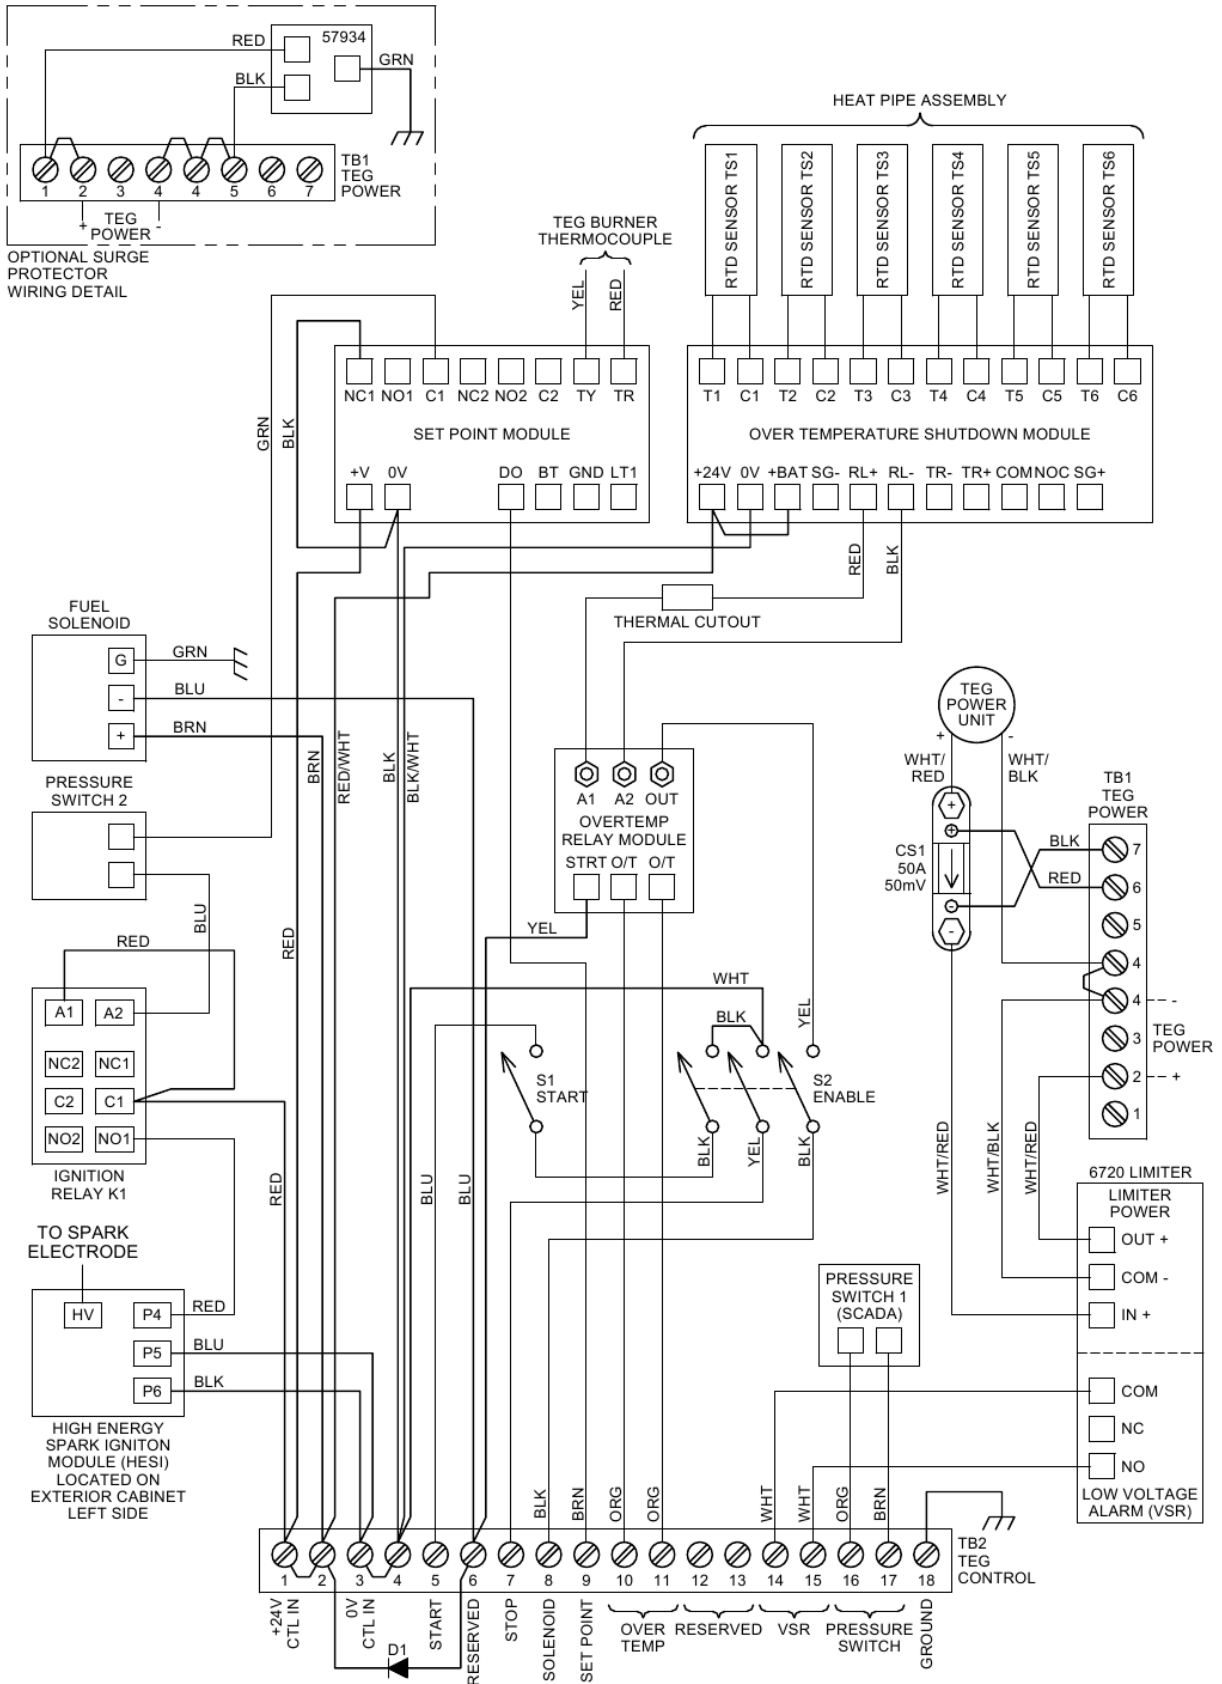 RED
57934
GRN
BLK
1
2
3
4
4
5
6
7
TB1
TEG
POWER
+
TEG
POWER
-
OPTIONAL SURGE
PROTECTOR
WIRING DETAIL
HEAT PIPE ASSEMBLY
RTD SENSOR TS1
RTD SENSOR TS2
RTD SENSOR TS3
RTD SENSOR TS4
RTD SENSOR TS5
RTD SENSOR TS6
TEG BURNER
THERMOCOUPLE
YEL
RED
GRN
BLK
NC1 NO1 C1 NC2 NO2 C2 TY TR
SET POINT MODULE
+V 0V DO BT GND LT1
T1 C1 T2 C2 T3 C3 T4 C4 T5 C5 T6 C6
OVER TEMPERATURE SHUTDOWN MODULE
+24V 0V +BAT SG- RL+ RL- TR- TR+ COM NOC SG+
RED
BLK
THERMAL CUTOUT
FUEL
SOLENOID
G
GRN
-
BLU
+
BRN
PRESSURE
SWITCH 2
BLU
RED
BRN
RED/WHT
BLK
BLK/WHT
A1 A2 OUT
OVERTEMP
RELAY MODULE
STRT O/T O/T
YEL
TEG
POWER
UNIT
+
-
WHT/
RED
WHT/
BLK
+
+
CS1
50A
50mV
-
-
BLK
RED
TB1
TEG
POWER
7
6
5
4
4
3
2
1
-
TEG
POWER
+
RED
A1
A2
NC2
NC1
C2
C1
NO2
NO1
IGNITION
RELAY K1
WHT
BLK
YEL
S1
START
S2
ENABLE
BLK
YEL
BLK
RED
BLU
BLU
WHT/RED
WHT/BLK
WHT/RED
TO SPARK
ELECTRODE
HV
P4
RED
P5
BLU
P6
BLK
HIGH ENERGY
SPARK IGNITON
MODULE (HESI)
LOCATED ON
EXTERIOR CABINET
LEFT SIDE
6720 LIMITER
LIMITER
POWER
OUT +
COM -
IN +
COM
NC
NO
LOW VOLTAGE
ALARM (VSR)
PRESSURE
SWITCH 1
(SCADA)
BLK
BRN
ORG
ORG
WHT
WHT
ORG
BRN
1 2 3 4 5 6 7 8 9 10 11 12 13 14 15 16 17 18
TB2
TEG
CONTROL
+24V
CTL IN
0V
CTL IN
START
RESERVED
STOP
SOLENOID
SET POINT
OVER
TEMP
RESERVED
VSR
PRESSURE
SWITCH
GROUND
D1